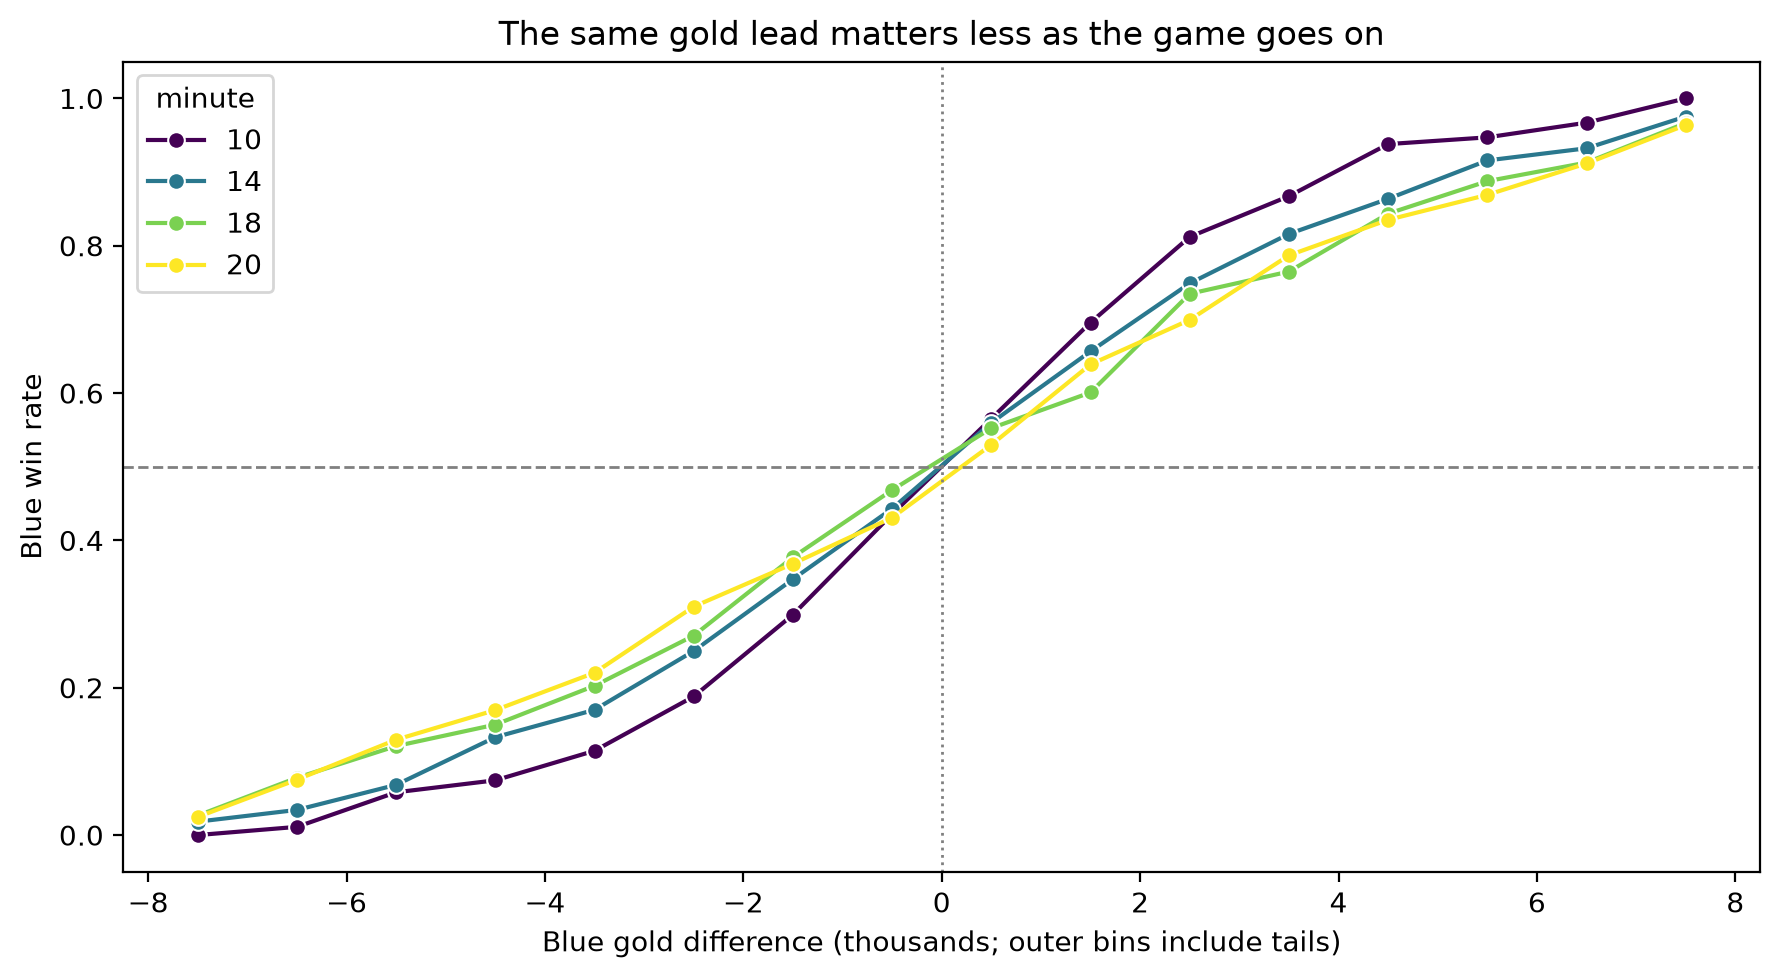 The same gold lead matters less as the game goes on
minute
10
14
18
20
1.0
0.8
0.6
0.4
0.2
0.0
Blue win rate
−8 −6 −4 −2 0 2 4 6 8
Blue gold difference (thousands; outer bins include tails)